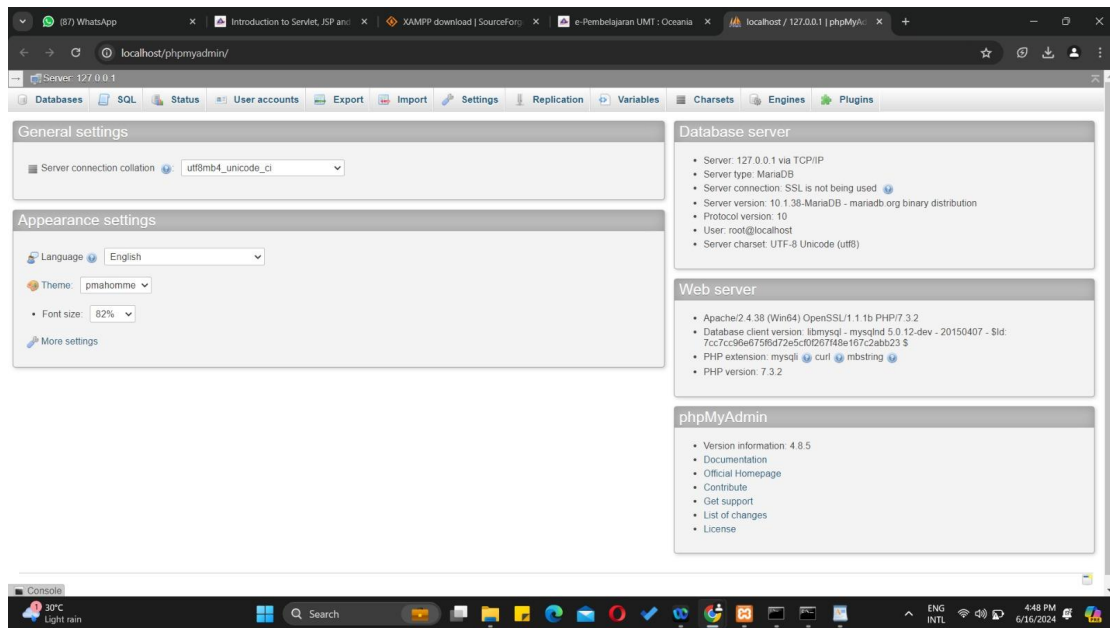 (87) WhatsApp
Introduction to Servlet, JSP and
XAMPP download | SourceForg
e-Pembelajaran UMT : Oceania
localhost / 127.0.0.1 | phpMyAd
localhost/phpmyadmin/
Server: 127.0.0.1
Databases SQL Status User accounts Export Import Settings Replication Variables Charsets Engines Plugins
General settings
Server connection collation : utf8mb4_unicode_ci
Appearance settings
Language English
Theme: pmahomme
• Font size: 82%
More settings
Database server
• Server: 127.0.0.1 via TCP/IP
• Server type: MariaDB
• Server connection: SSL is not being used
• Server version: 10.1.38-MariaDB - mariadb.org binary distribution
• Protocol version: 10
• User: root@localhost
• Server charset: UTF-8 Unicode (utf8)
Web server
• Apache/2.4.38 (Win64) OpenSSL/1.1.1b PHP/7.3.2
• Database client version: libmysql - mysqlnd 5.0.12-dev - 20150407 - $Id:
7cc7cc96e675f6d72e5cf0f267f48e167c2abb23 $
• PHP extension: mysqli curl mbstring
• PHP version: 7.3.2
phpMyAdmin
• Version information: 4.8.5
• Documentation
• Official Homepage
• Contribute
• Get support
• List of changes
• License
Console
1
30°C
Light rain
Search
ENG
INTL
4:48 PM
6/16/2024